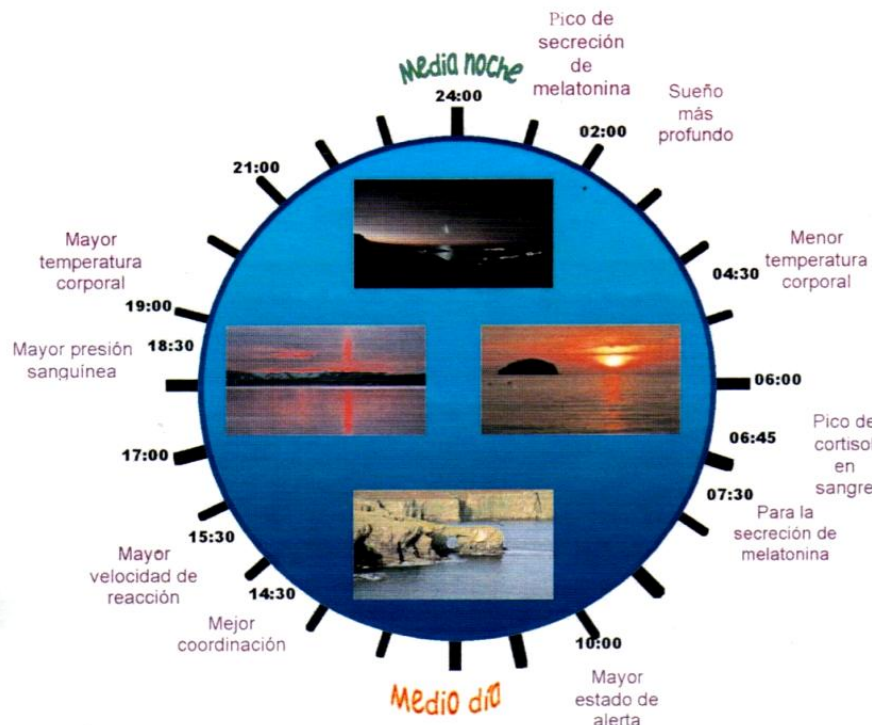 Media noche
24:00
Pico de
secreción
de
melatonina
02:00
Sueño
más
profundo
Menor
temperatura
corporal
04:30
06:00
06:45
Pico de
cortisol
en
sangre
07:30
Para la
secreción de
melatonina
10:00
Mayor
estado de
alerta
Medio día
Mejor
coordinación
14:30
Mayor
velocidad de
reacción
15:30
17:00
Mayor presión
sanguínea
18:30
19:00
Mayor
temperatura
corporal
21:00